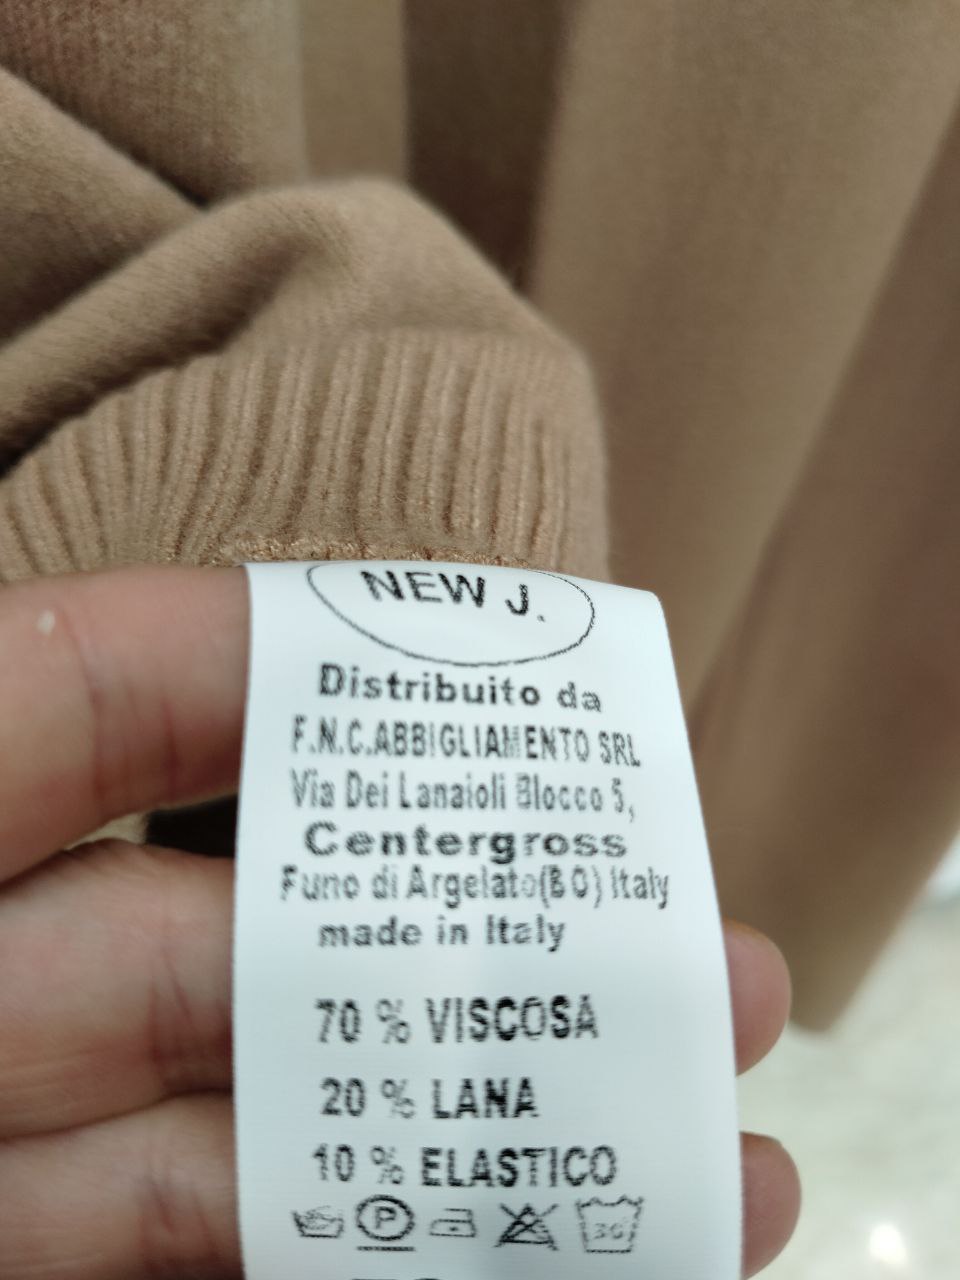 NEW J.
Distribuito da
F.N.C.ABBIGLIAMENTO SRL
Via Dei Lanaioli Blocco 5,
Centergross
Funo di Argelato(BO) Italy
made in Italy
70 % VISCOSA
20 % LANA
10 % ELASTICO
P 30